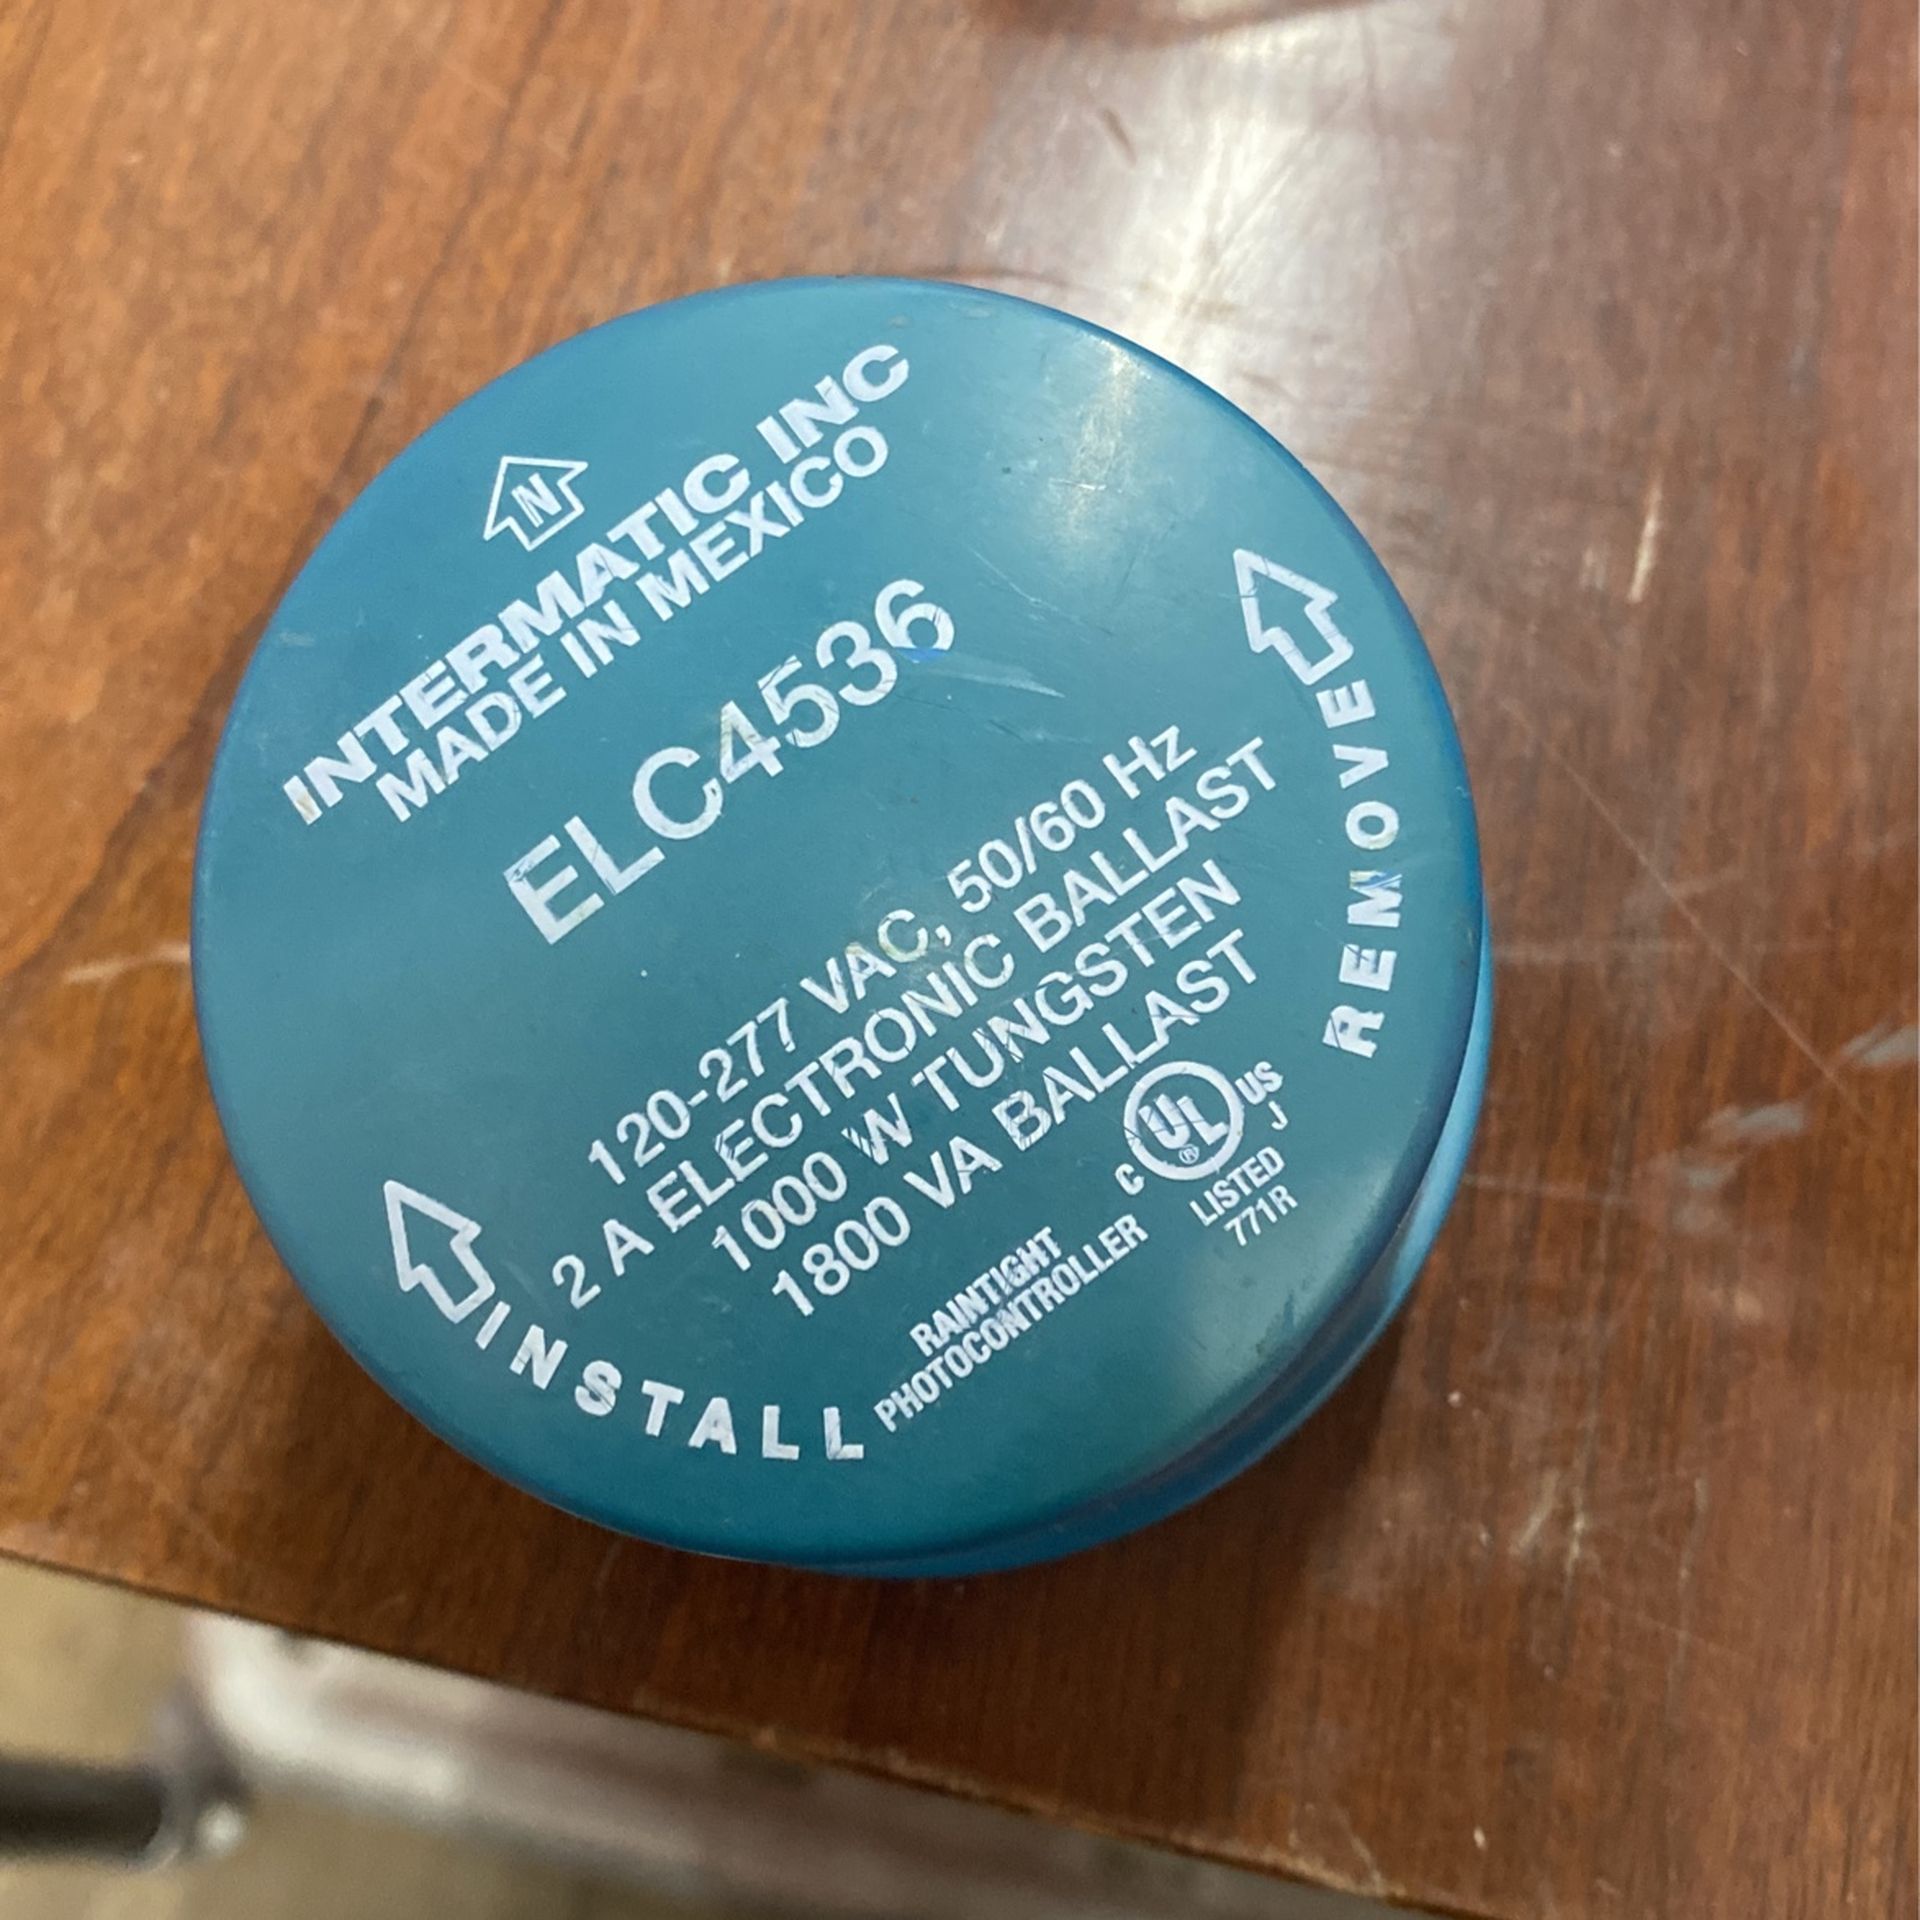 N
INTERMATIC INC
MADE IN MEXICO
ELC4536
120-277 VAC, 50/60 Hz
2 A ELECTRONIC BALLAST
1000 W TUNGSTEN
1800 VA BALLAST
RAINTIGHT
PHOTOCONTROLLER
C UL ® US
J
LISTED
771R
INSTALL
REMOVE